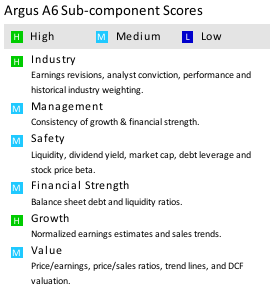 Argus A6 Sub-component Scores
H High M Medium L Low
H Industry
Earnings revisions, analyst conviction, performance and
historical industry weighting.
M Management
Consistency of growth & financial strength.
M Safety
Liquidity, dividend yield, market cap, debt leverage and
stock price beta.
M Financial Strength
Balance sheet debt and liquidity ratios.
H Growth
Normalized earnings estimates and sales trends.
M Value
Price/earnings, price/sales ratios, trend lines, and DCF
valuation.